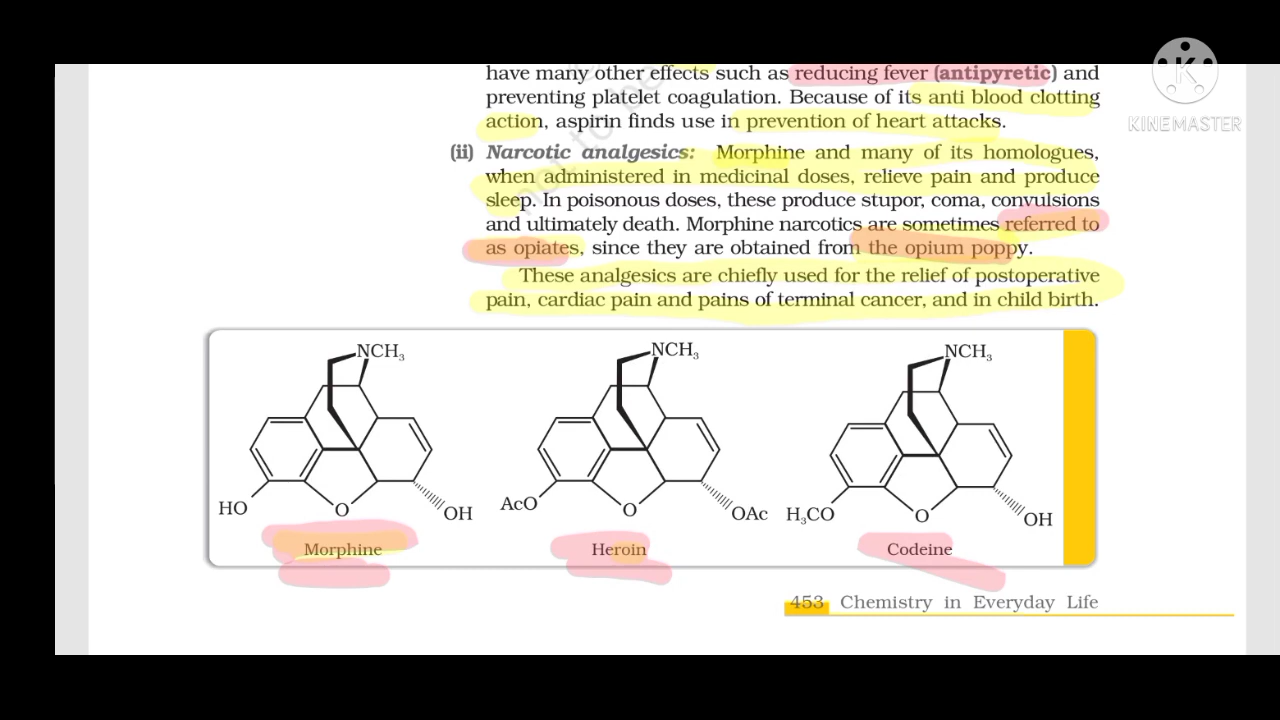 have many other effects such as reducing fever (antipyretic) and
preventing platelet coagulation. Because of its anti blood clotting
action, aspirin finds use in prevention of heart attacks.
(ii) Narcotic analgesics: Morphine and many of its homologues,
when administered in medicinal doses, relieve pain and produce
sleep. In poisonous doses, these produce stupor, coma, convulsions
and ultimately death. Morphine narcotics are sometimes referred to
as opiates, since they are obtained from the opium poppy.
These analgesics are chiefly used for the relief of postoperative
pain, cardiac pain and pains of terminal cancer, and in child birth.
NCH₃ NCH₃ NCH₃
HO O OH AcO O OAc H₃CO O OH
Morphine Heroin Codeine
453 Chemistry in Everyday Life
K
KINEMASTER
not to be